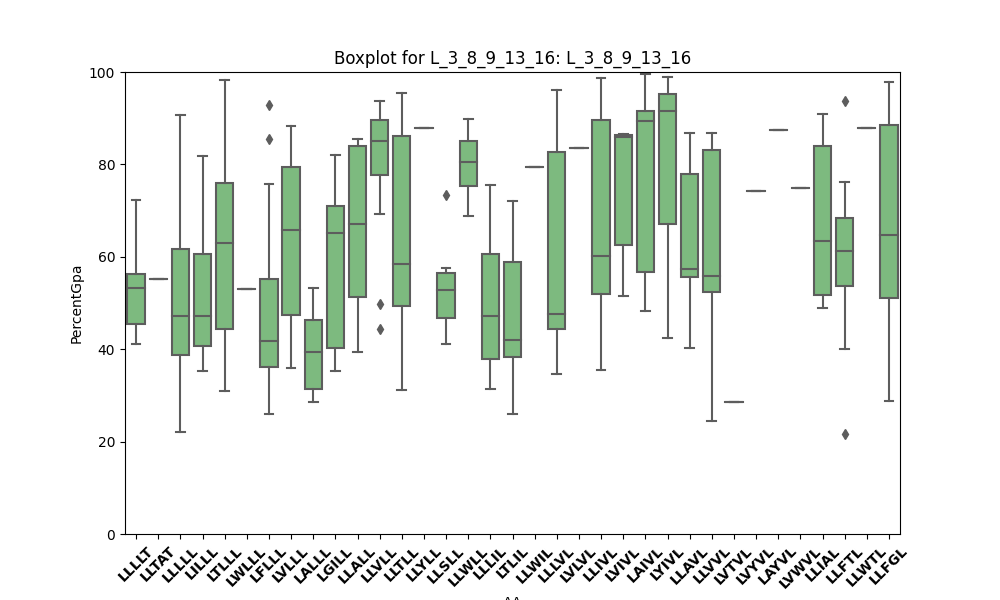 Boxplot for L_3_8_9_13_16: L_3_8_9_13_16
PercentGpa
100
80
60
40
20
0
LLLLT
LLTAT
LLLLL
LILLL
LTLLL
LWLLL
LFLLL
LVLLL
LALLL
LGILL
LLALL
LLVLL
LLTLL
LLYLL
LLSLL
LLWLL
LLLIL
LTLIL
LLWIL
LLLVL
LVLVL
LLIVL
LVIVL
LAIVL
LYIVL
LLAVL
LLVVL
LVTVL
LVYVL
LAYVL
LVWVL
LLIAL
LLFTL
LLWTL
LLFGL